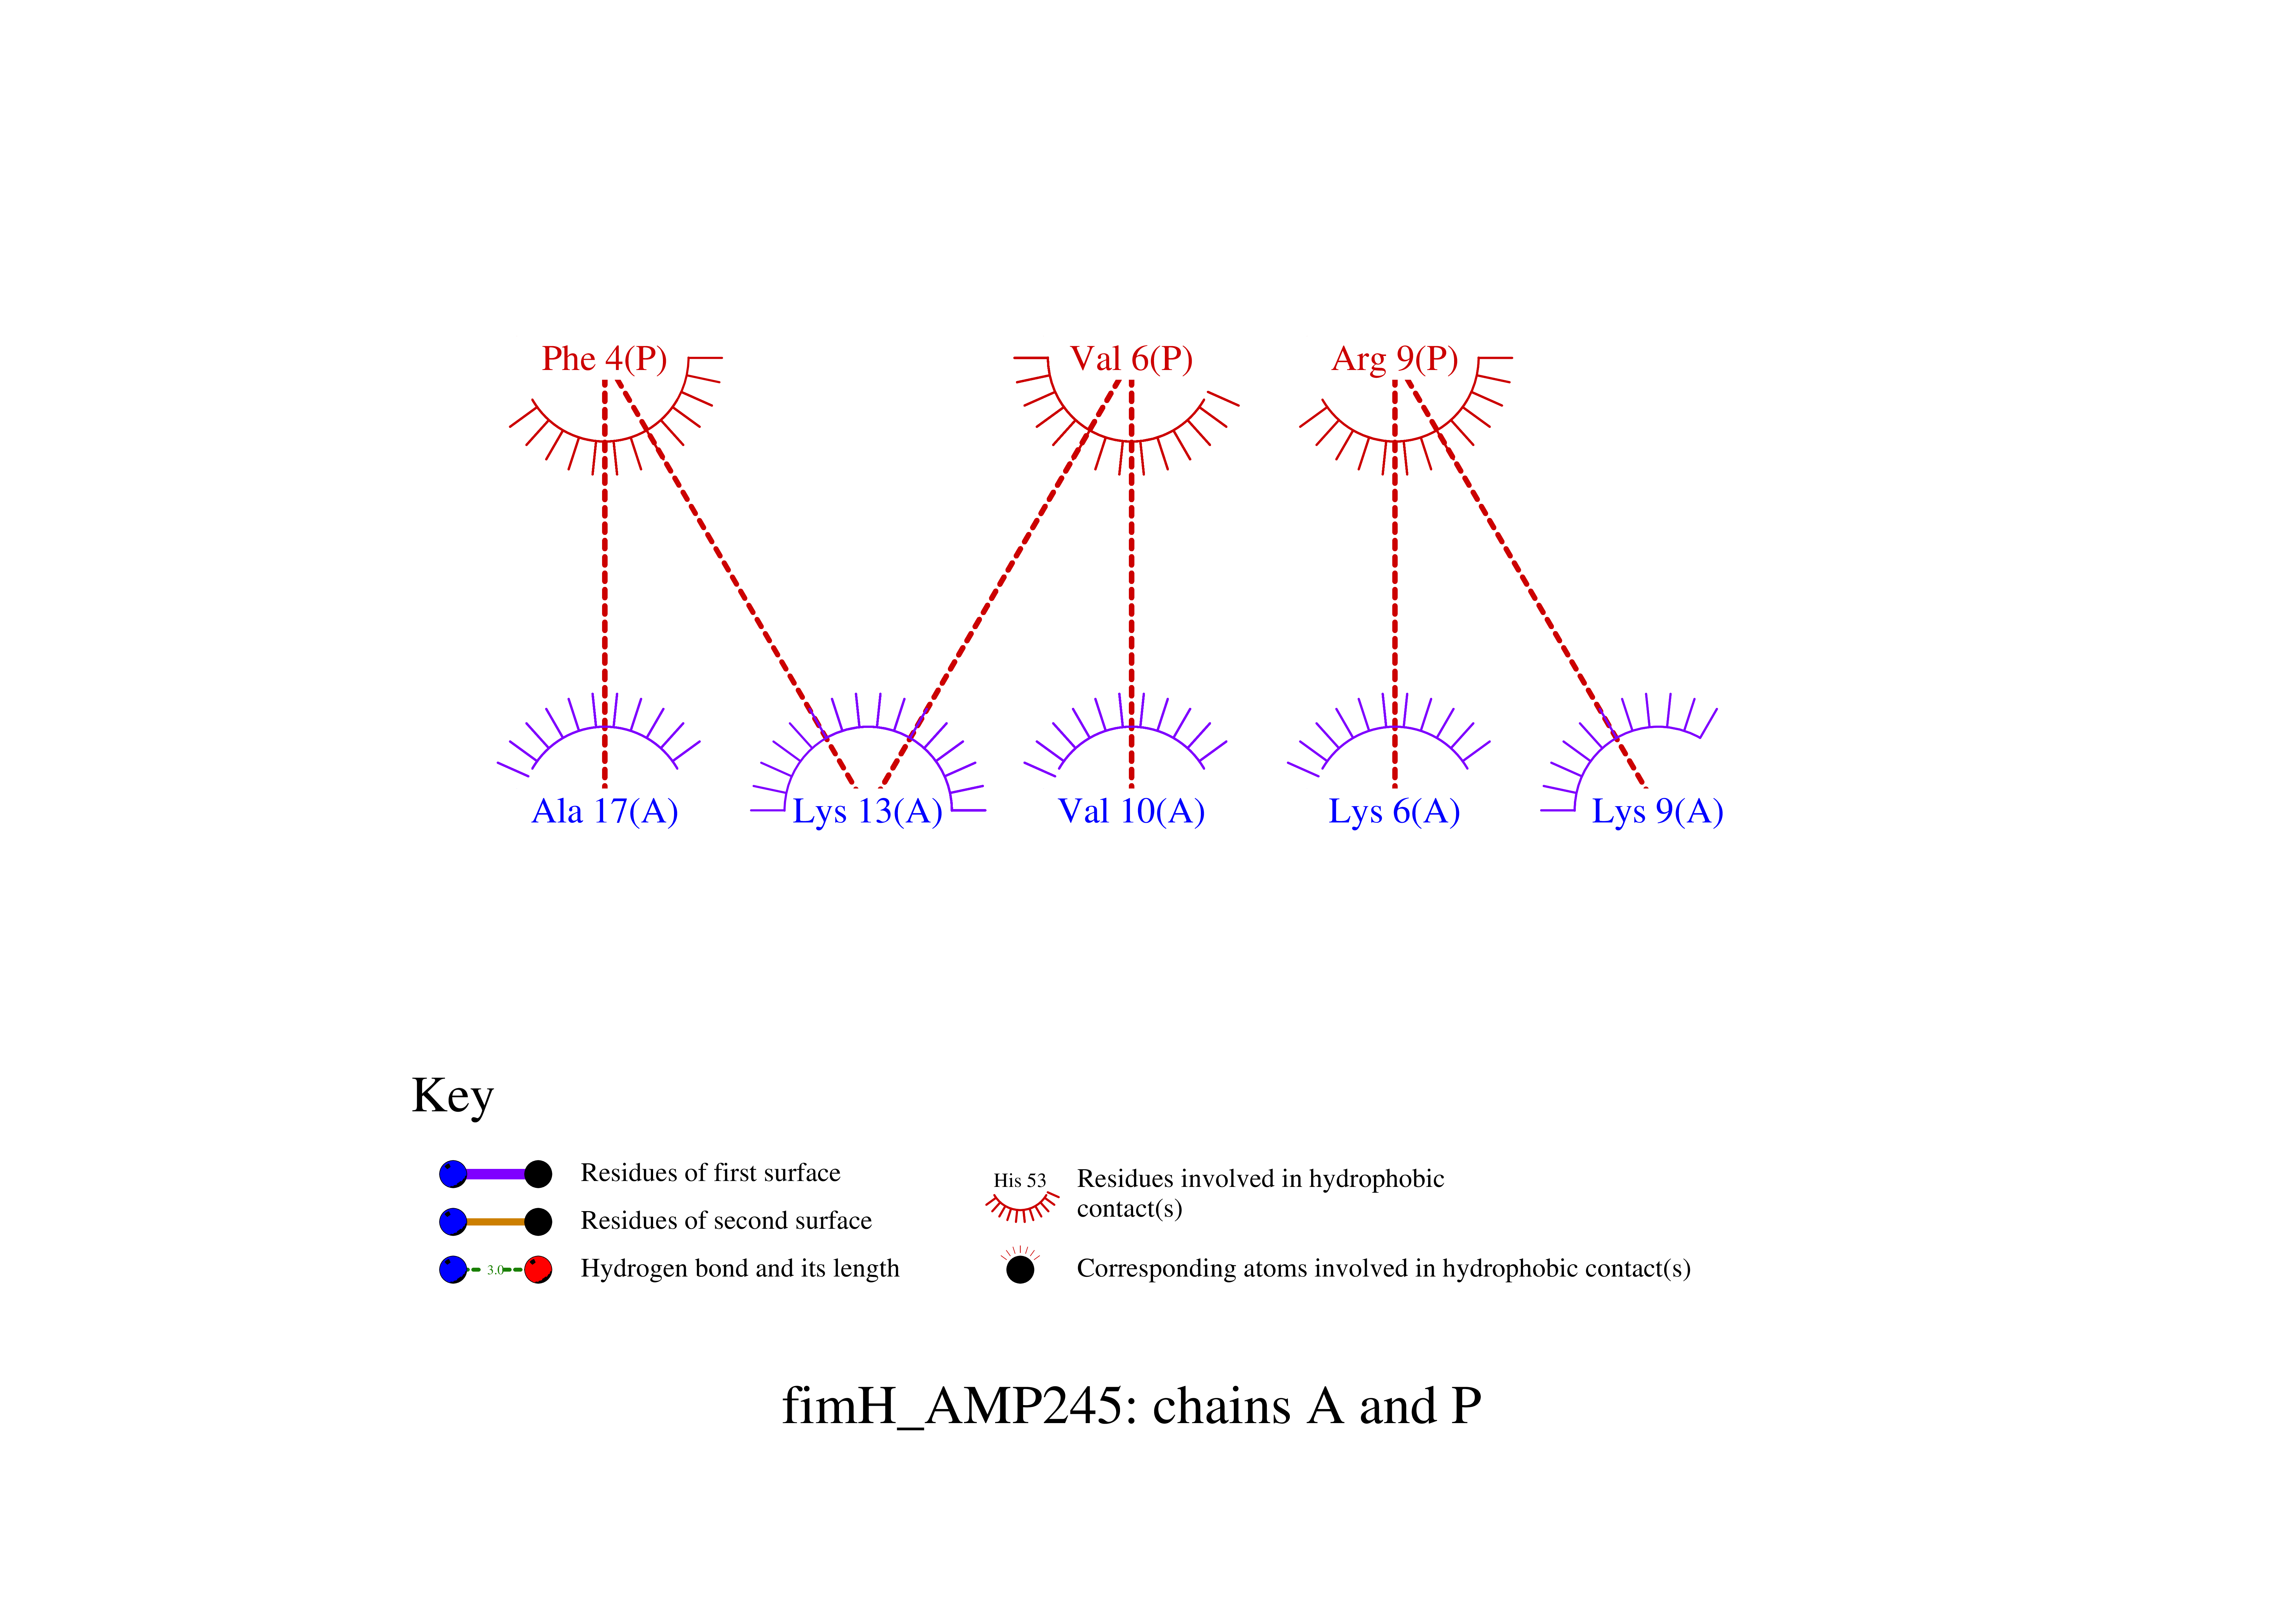 Phe 4(P) Val 6(P) Arg 9(P)
Ala 17(A) Lys 13(A) Val 10(A) Lys 6(A) Lys 9(A)
Key
Residues of first surface
Residues of second surface
3.0 Hydrogen bond and its length
His 53 Residues involved in hydrophobic
contact(s)
Corresponding atoms involved in hydrophobic contact(s)
fimH_AMP245: chains A and P